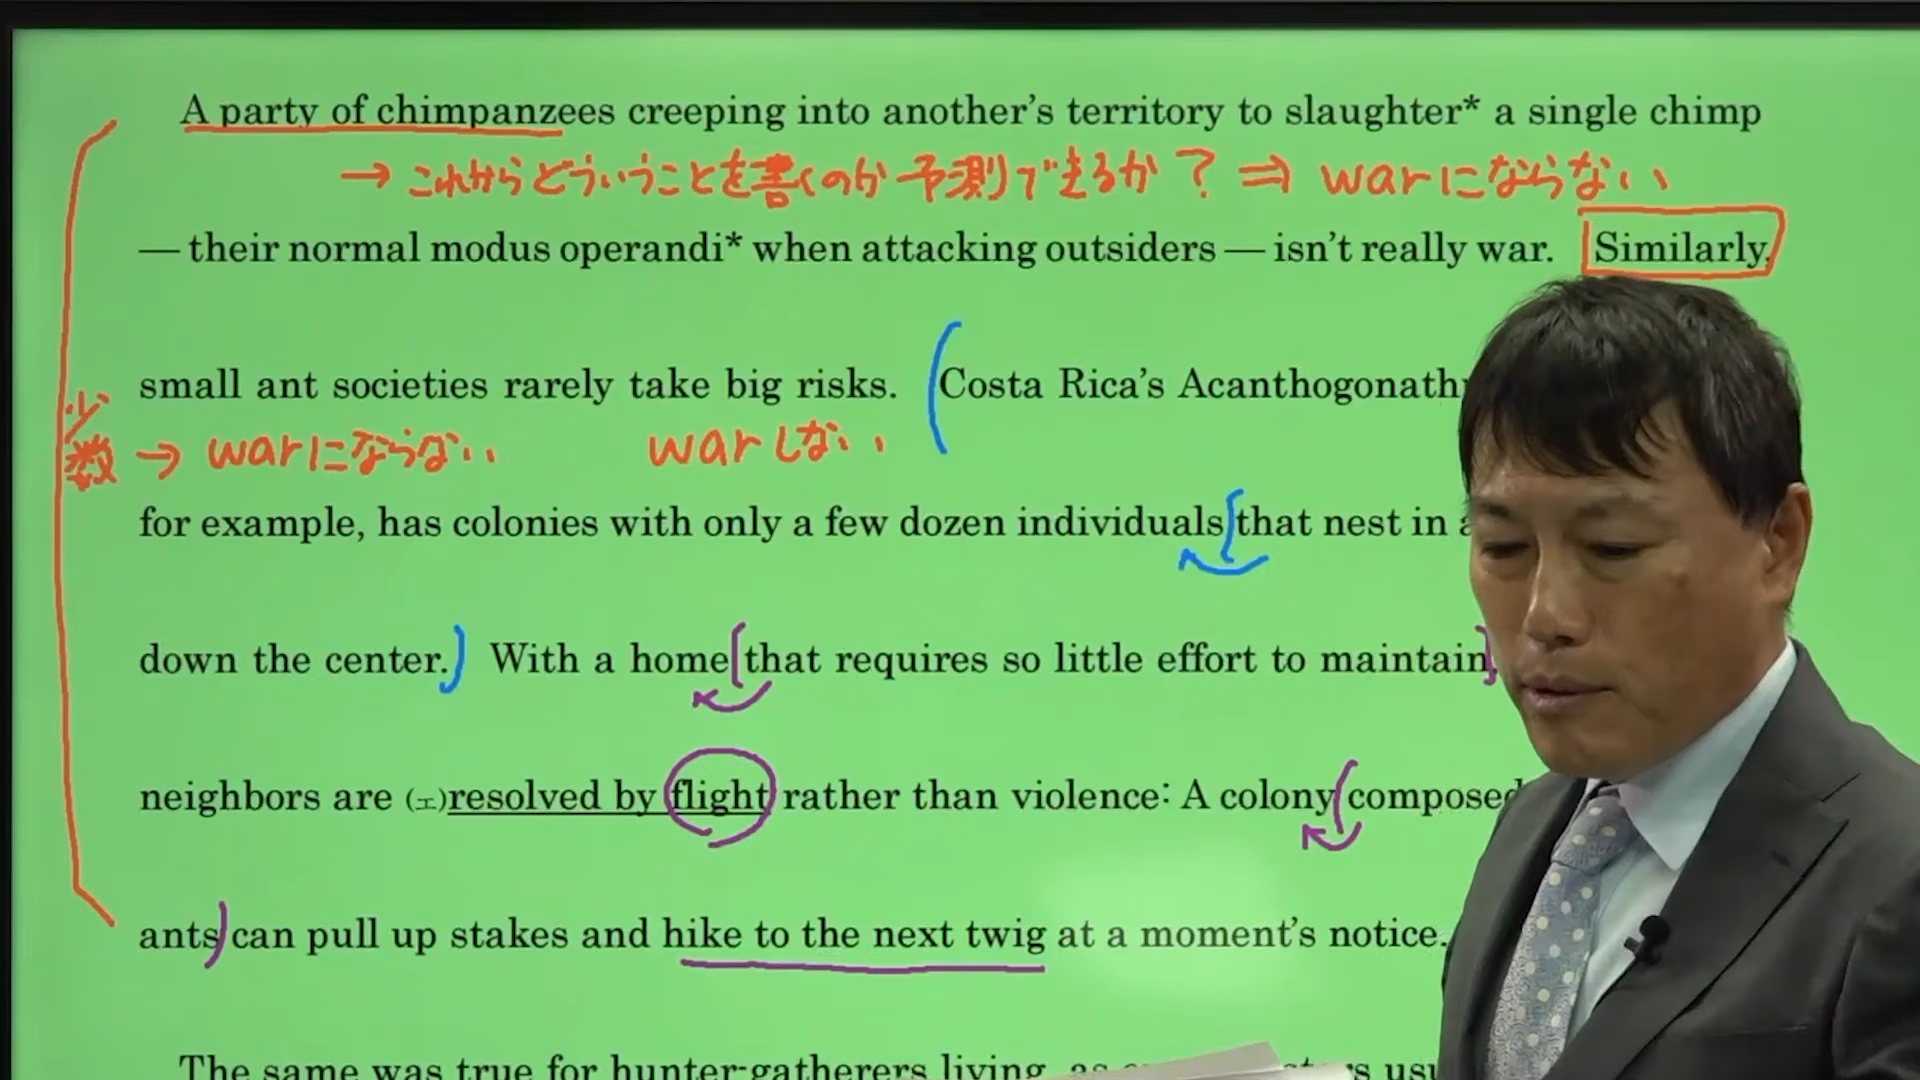 A party of chimpanzees creeping into another's territory to slaughter* a single chimp
→ これからどういうことを書くのか予測できるか? ⇒ warにならない
— their normal modus operandi* when attacking outsiders — isn't really war. Similarly,
small ant societies rarely take big risks. Costa Rica's
少数 → warにならない warしない
for example, has colonies with only a few dozen individuals that nest in
down the center. With a home that requires so little effort to maintain,
neighbors are (エ)resolved by flight rather than violence: A colony composed
ants can pull up stakes and hike to the next twig at a moment's notice.
The same was true for hunter-gatherers living,